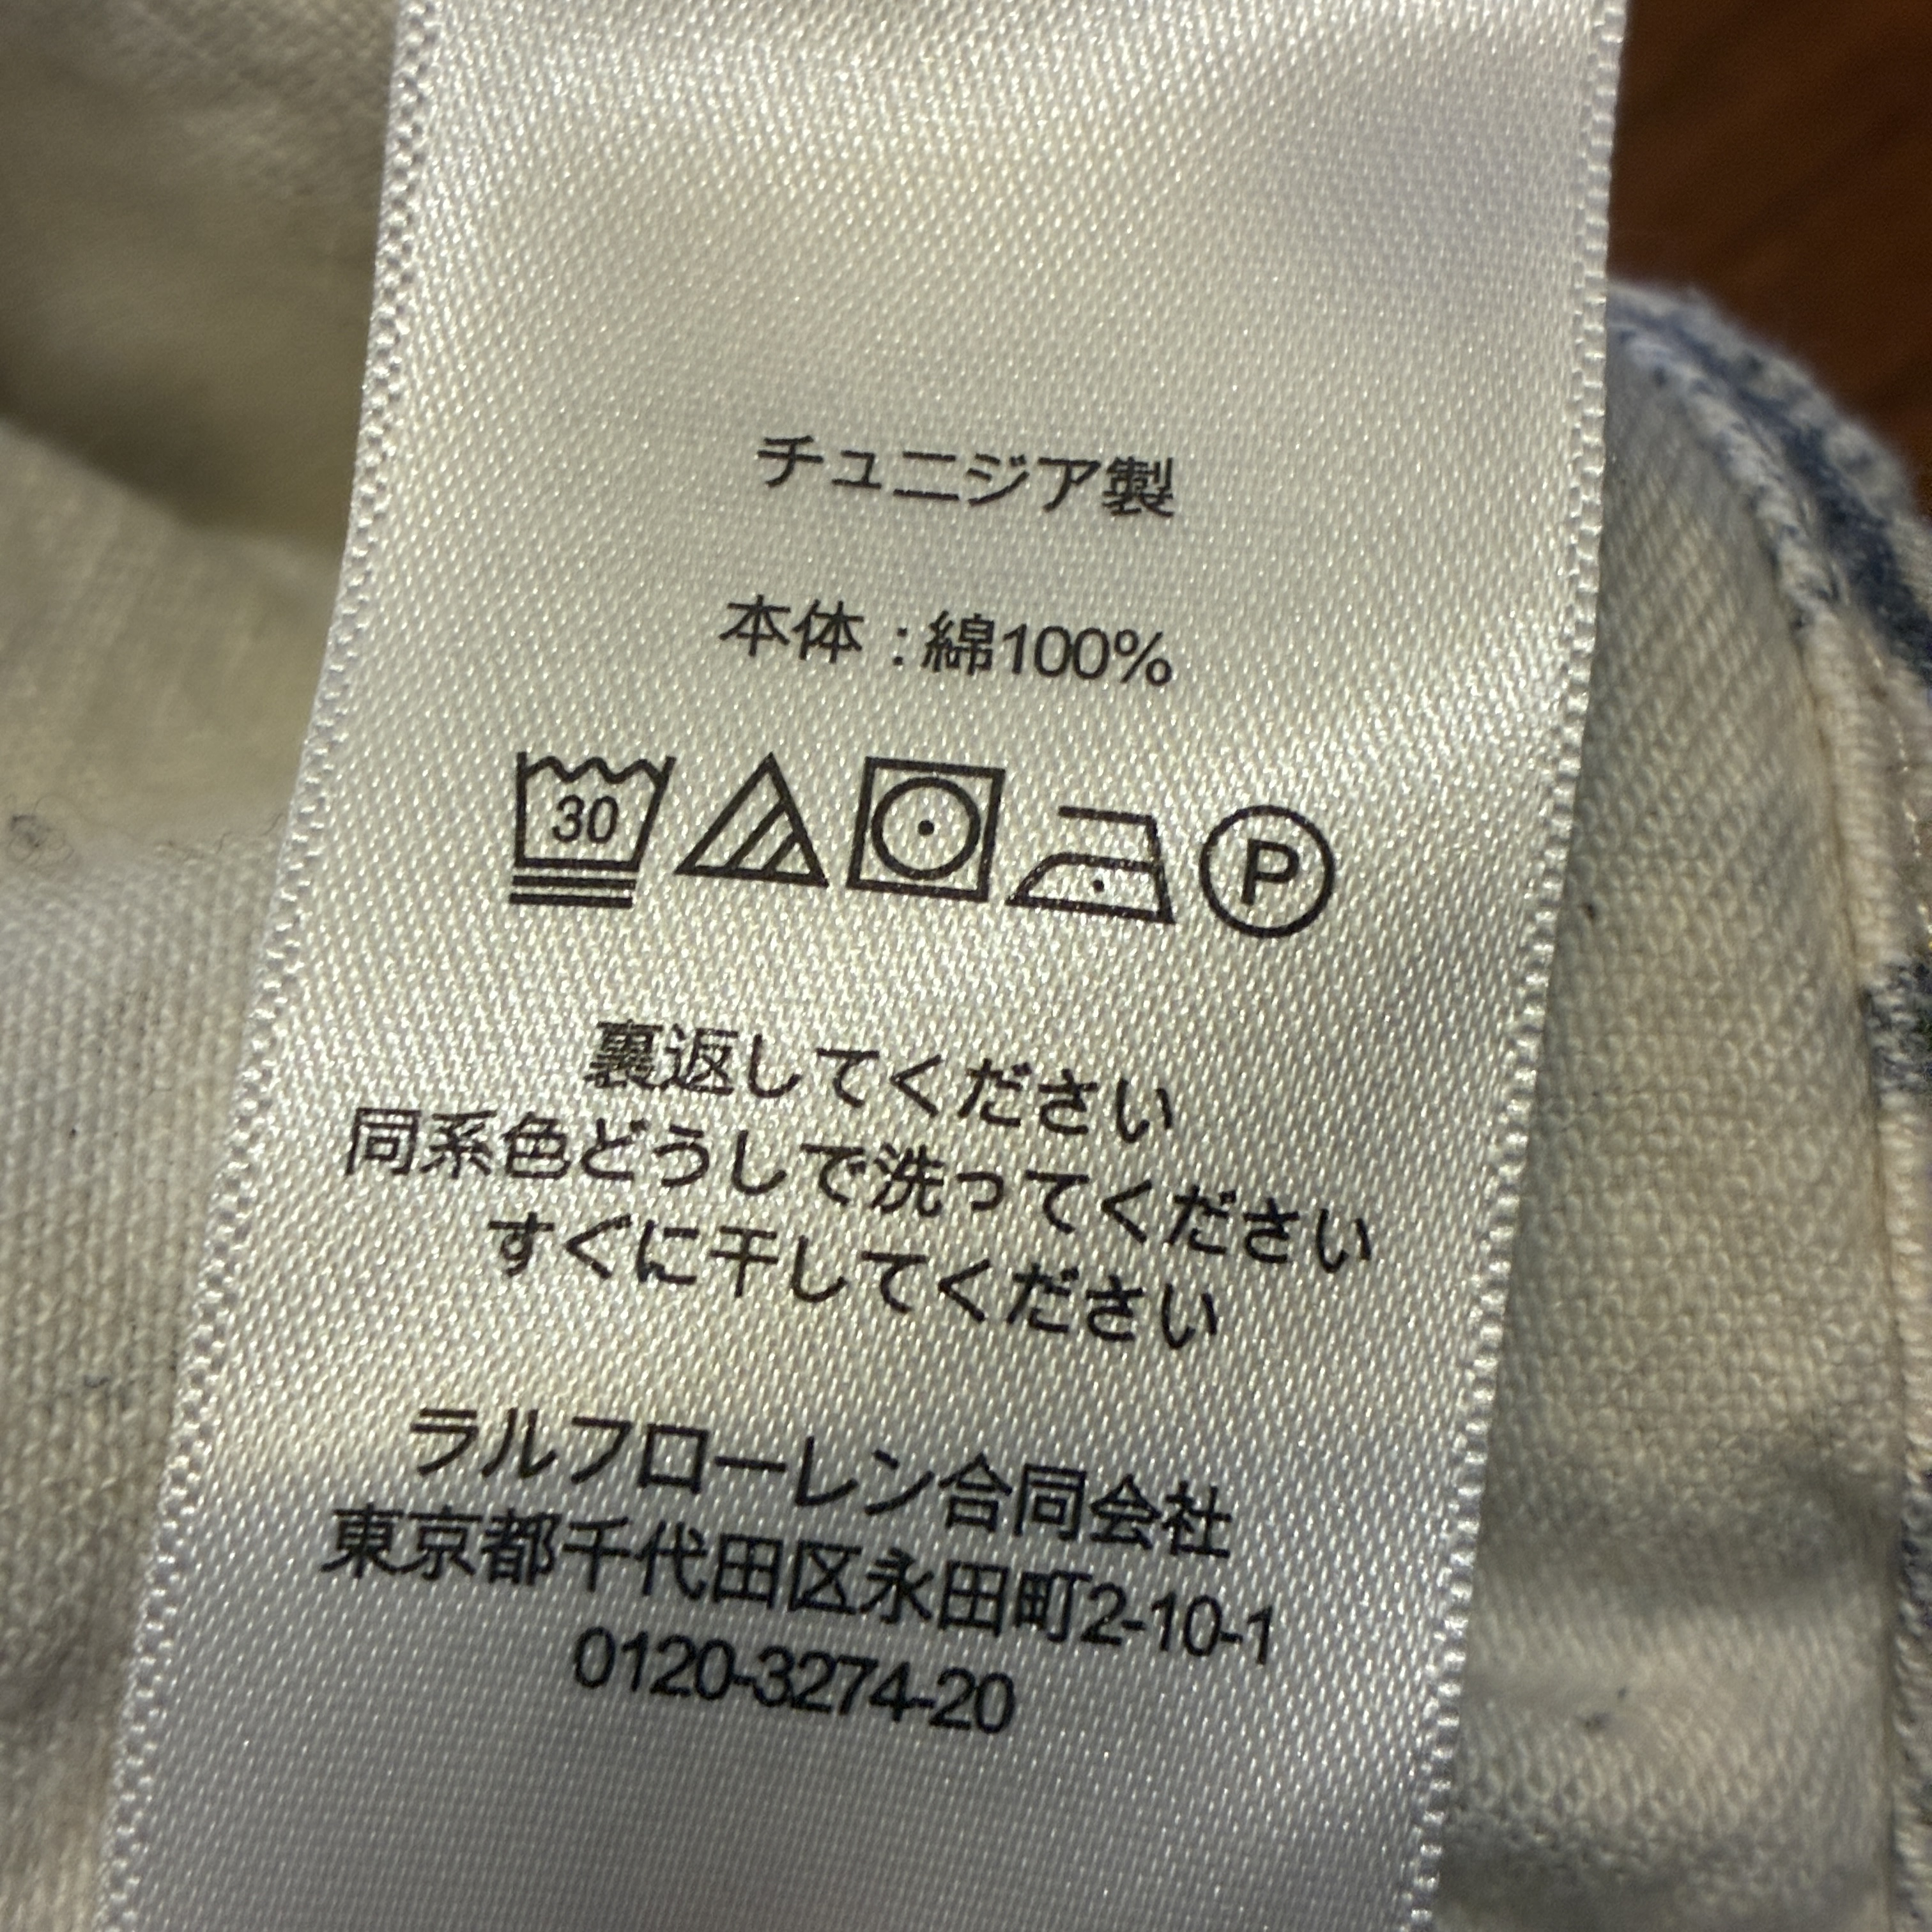 チュニジア製
本体 : 綿100%
30
P
裏返してください
同系色どうしで洗ってください
すぐに干してください
ラルフローレン合同会社
東京都千代田区永田町2-10-1
0120-3274-20